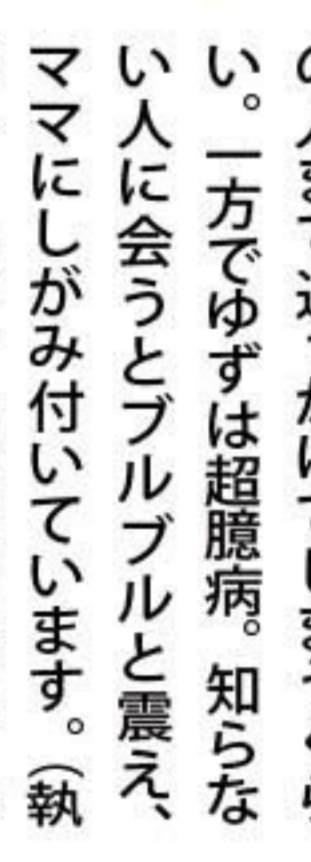 い。一方でゆずは超臆病。知らな
い人に会うとブルブルと震え、
ママにしがみ付いています。（執